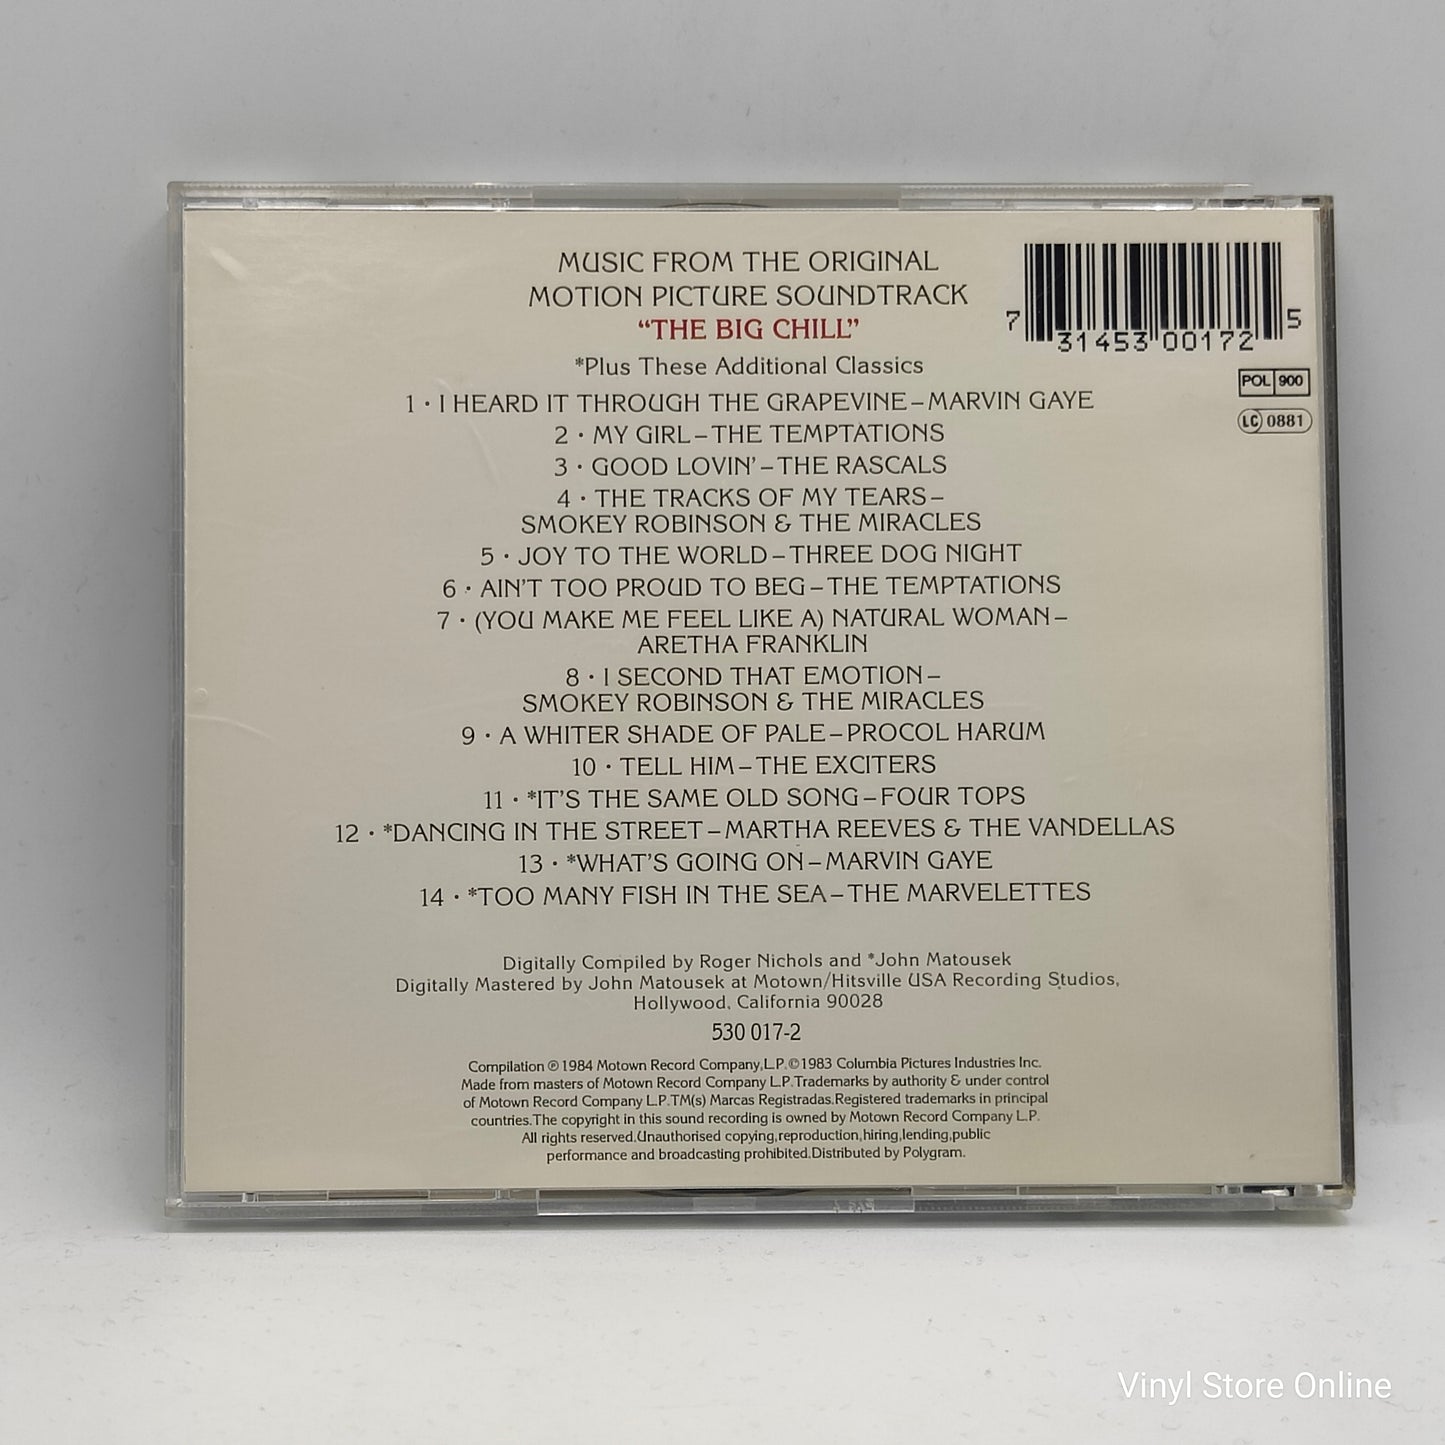 MUSIC FROM THE ORIGINAL
MOTION PICTURE SOUNDTRACK
“THE BIG CHILL”
*Plus These Additional Classics
1 · I HEARD IT THROUGH THE GRAPEVINE – MARVIN GAYE
2 · MY GIRL – THE TEMPTATIONS
3 · GOOD LOVIN' – THE RASCALS
4 · THE TRACKS OF MY TEARS –
SMOKEY ROBINSON & THE MIRACLES
5 · JOY TO THE WORLD – THREE DOG NIGHT
6 · AIN'T TOO PROUD TO BEG – THE TEMPTATIONS
7 · (YOU MAKE ME FEEL LIKE A) NATURAL WOMAN –
ARETHA FRANKLIN
8 · I SECOND THAT EMOTION –
SMOKEY ROBINSON & THE MIRACLES
9 · A WHITER SHADE OF PALE – PROCOL HARUM
10 · TELL HIM – THE EXCITERS
11 · *IT'S THE SAME OLD SONG – FOUR TOPS
12 · *DANCING IN THE STREET – MARTHA REEVES & THE VANDELLAS
13 · *WHAT'S GOING ON – MARVIN GAYE
14 · *TOO MANY FISH IN THE SEA – THE MARVELETTES
Digitally Compiled by Roger Nichols and *John Matousek
Digitally Mastered by John Matousek at Motown/Hitsville USA Recording Studios,
Hollywood, California 90028
530 017-2
Compilation ℗ 1984 Motown Record Company,L.P.© 1983 Columbia Pictures Industries Inc.
Made from masters of Motown Record Company L.P.Trademarks by authority & under control
of Motown Record Company L.P.TM(s) Marcas Registradas.Registered trademarks in principal
countries.The copyright in this sound recording is owned by Motown Record Company L.P.
All rights reserved.Unauthorised copying,reproduction,hiring,lending,public
performance and broadcasting prohibited.Distributed by Polygram.
7 31453 00172 5
POL 900
LC 0881
Vinyl Store Online